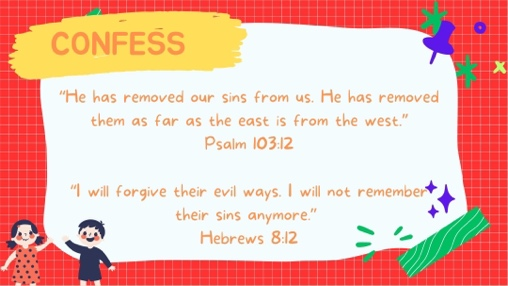 CONFESS
"He has removed our sins from us. He has removed
them as far as the east is from the west."
Psalm 103:12
"I will forgive their evil ways. I will not remember
their sins anymore."
Hebrews 8:12